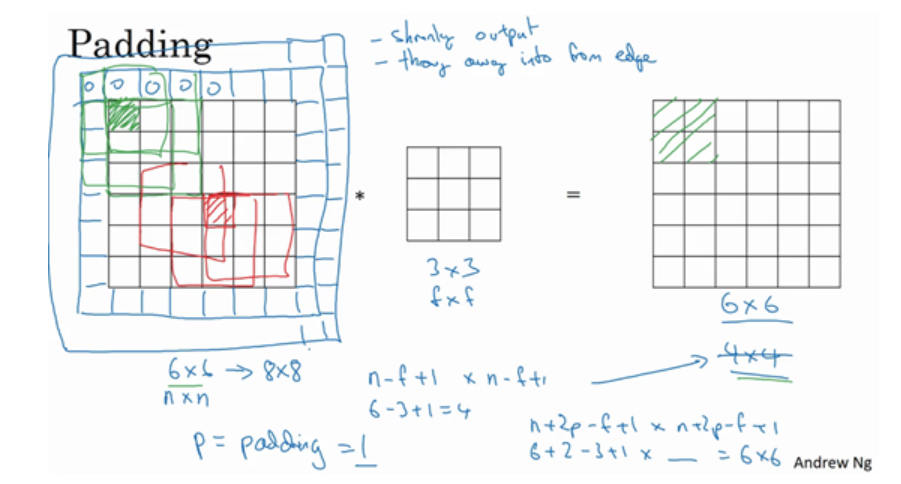 Padding
- shrinky output
- throw away info from edge
0 0 0 0 0
*
=
3×3
f×f
6×6
4×4
6×6 → 8×8
n×n
n-f+1 × n-f+1
6-3+1=4
p = padding = 1
n+2p-f+1 × n+2p-f+1
6+2-3+1 × __ = 6×6
Andrew Ng